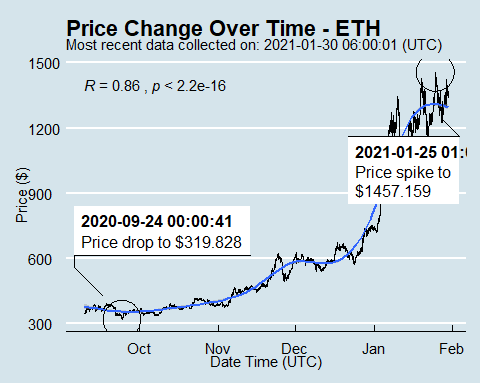 Price Change Over Time - ETH
Most recent data collected on: 2021-01-30 06:00:01 (UTC)
1500
R = 0.86 , p < 2.2e-16
1200
2021-01-25 01:0
Price spike to
$1457.159
900
Price ($)
2020-09-24 00:00:41
Price drop to $319.828
600
300
Oct Nov Dec Jan Feb
Date Time (UTC)